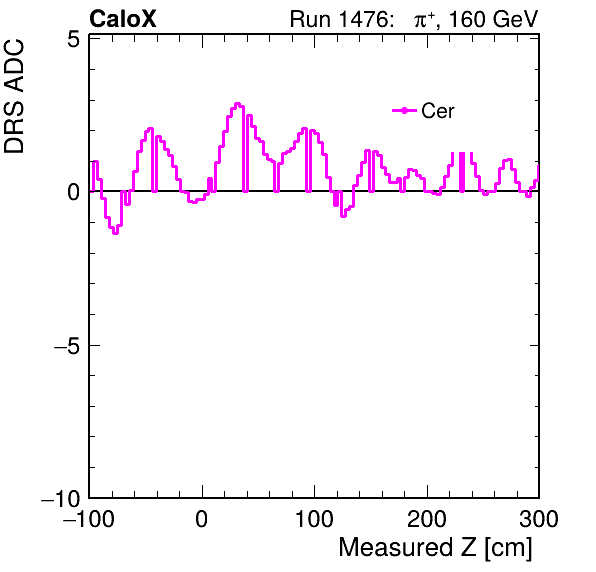 CaloX Run 1476: π⁺, 160 GeV
DRS ADC
Cer
5
0
−5
−10
−100 0 100 200 300
Measured Z [cm]